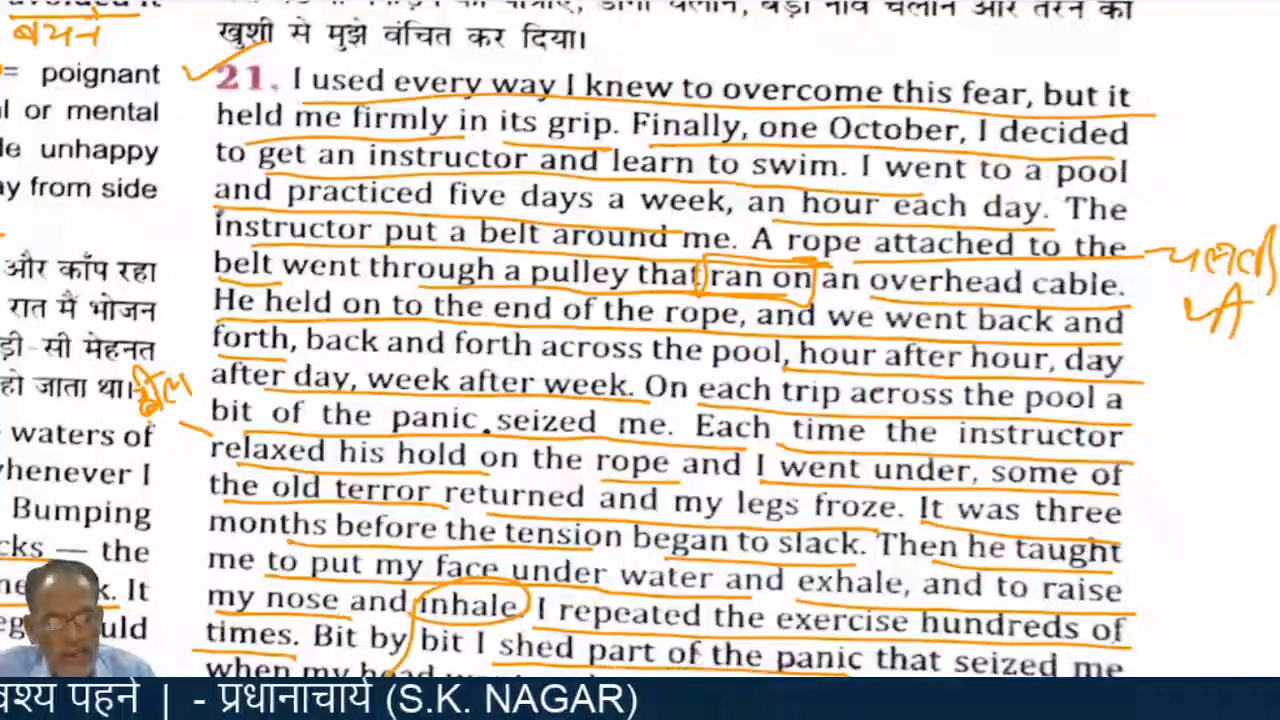 बचने
खुशी से मुझे वंचित कर दिया।
= poignant
l or mental
le unhappy
ay from side
और काँप रहा
रात मैं भोजन
ड़ी-सी मेहनत
हो जाता था।
waters of
whenever I
Bumping
cks — the
k. It
21. I used every way I knew to overcome this fear, but it
held me firmly in its grip. Finally, one October, I decided
to get an instructor and learn to swim. I went to a pool
and practiced five days a week, an hour each day. The
instructor put a belt around me. A rope attached to the
belt went through a pulley that ran on an overhead cable.
He held on to the end of the rope, and we went back and
forth, back and forth across the pool, hour after hour, day
after day, week after week. On each trip across the pool a
bit of the panic seized me. Each time the instructor
relaxed his hold on the rope and I went under, some of
the old terror returned and my legs froze. It was three
months before the tension began to slack. Then he taught
me to put my face under water and exhale, and to raise
my nose and inhale I repeated the exercise hundreds of
times. Bit by bit I shed part of the panic that seized me
when my head
वश्य पहने | - प्रधानाचार्य (S.K. NAGAR)